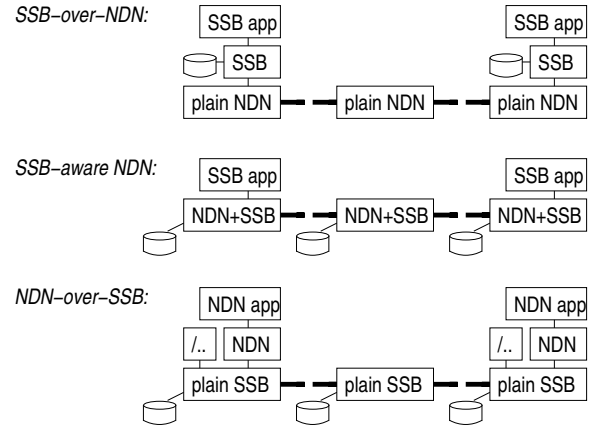 SSB–over–NDN:
SSB app SSB app
SSB SSB
plain NDN plain NDN plain NDN
SSB–aware NDN:
SSB app SSB app
NDN+SSB NDN+SSB NDN+SSB
NDN–over–SSB:
NDN app NDN app
/.. NDN /.. NDN
plain SSB plain SSB plain SSB